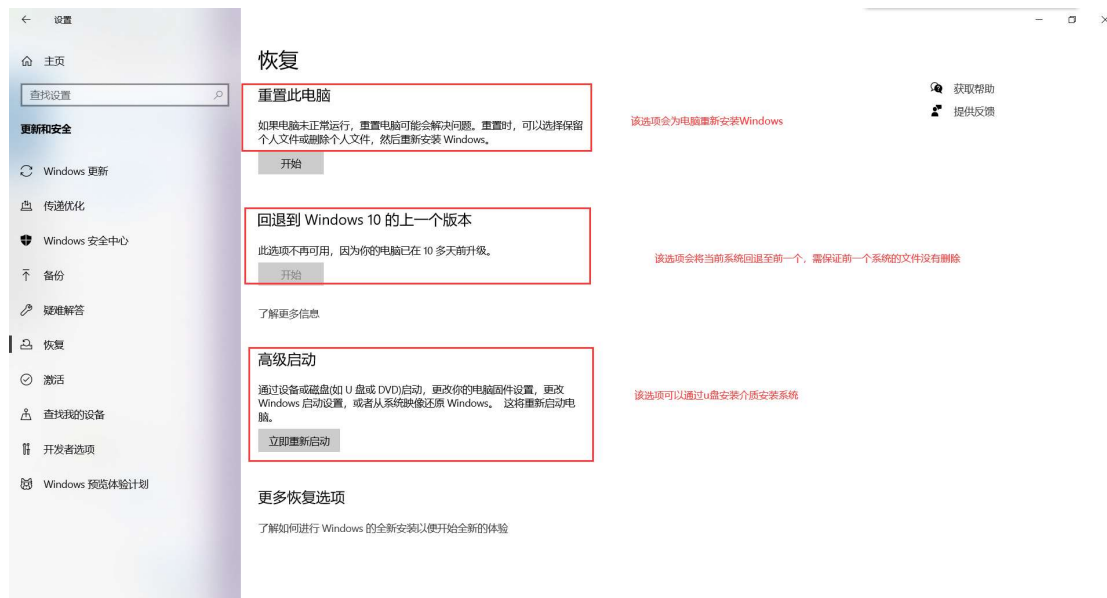 设置
主页
查找设置
更新和安全
Windows 更新
传递优化
Windows 安全中心
备份
疑难解答
恢复
激活
查找我的设备
开发者选项
Windows 预览体验计划
恢复
重置此电脑
如果电脑未正常运行，重置电脑可能会解决问题。重置时，可以选择保留
个人文件或删除个人文件，然后重新安装 Windows。
开始
该选项会为电脑重新安装Windows
回退到 Windows 10 的上一个版本
此选项不再可用，因为你的电脑已在 10 多天前升级。
开始
该选项会将当前系统回退至前一个，需保证前一个系统的文件没有删除
了解更多信息
高级启动
通过设备或磁盘(如 U 盘或 DVD)启动，更改你的电脑固件设置，更改
Windows 启动设置，或者从系统映像还原 Windows。 这将重新启动电
脑。
立即重新启动
该选项可以通过u盘安装介质安装系统
更多恢复选项
了解如何进行 Windows 的全新安装以便开始全新的体验
获取帮助
提供反馈